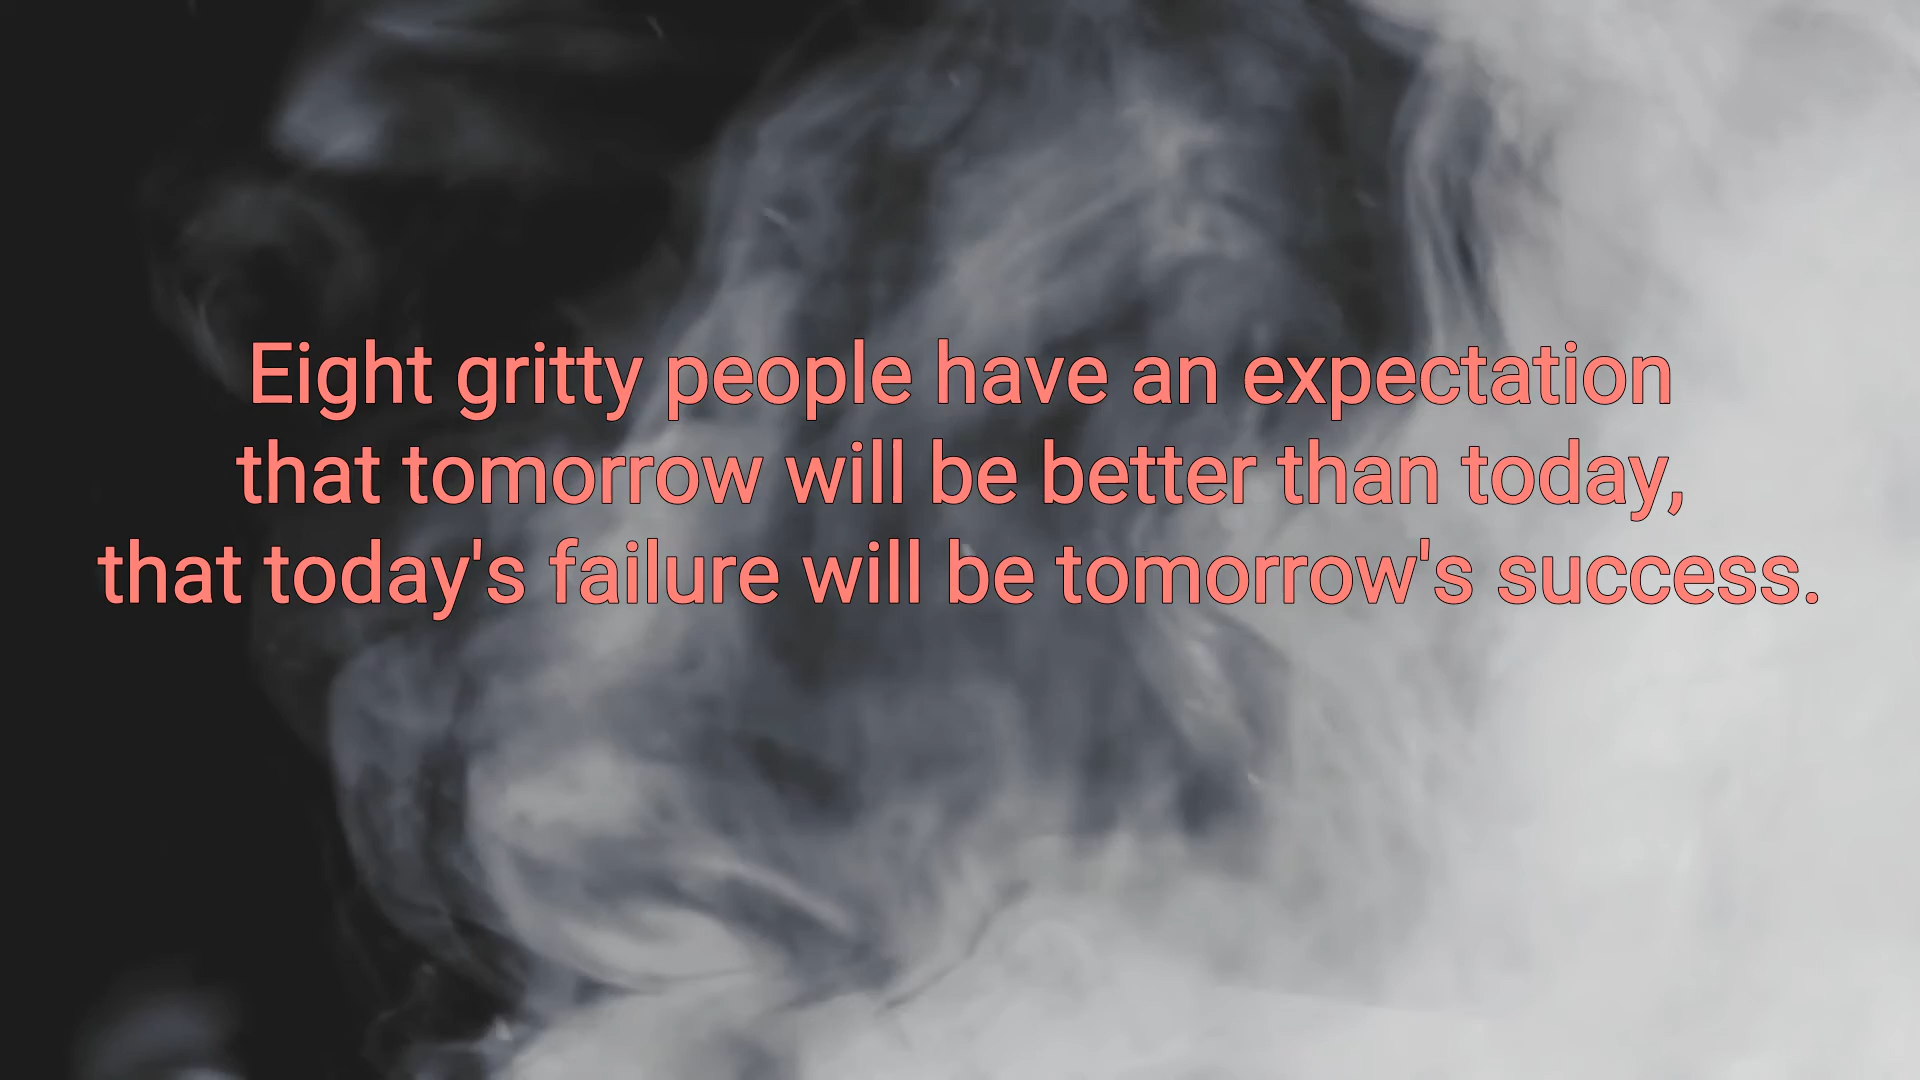 Eight gritty people have an expectation
that tomorrow will be better than today,
that today's failure will be tomorrow's success.